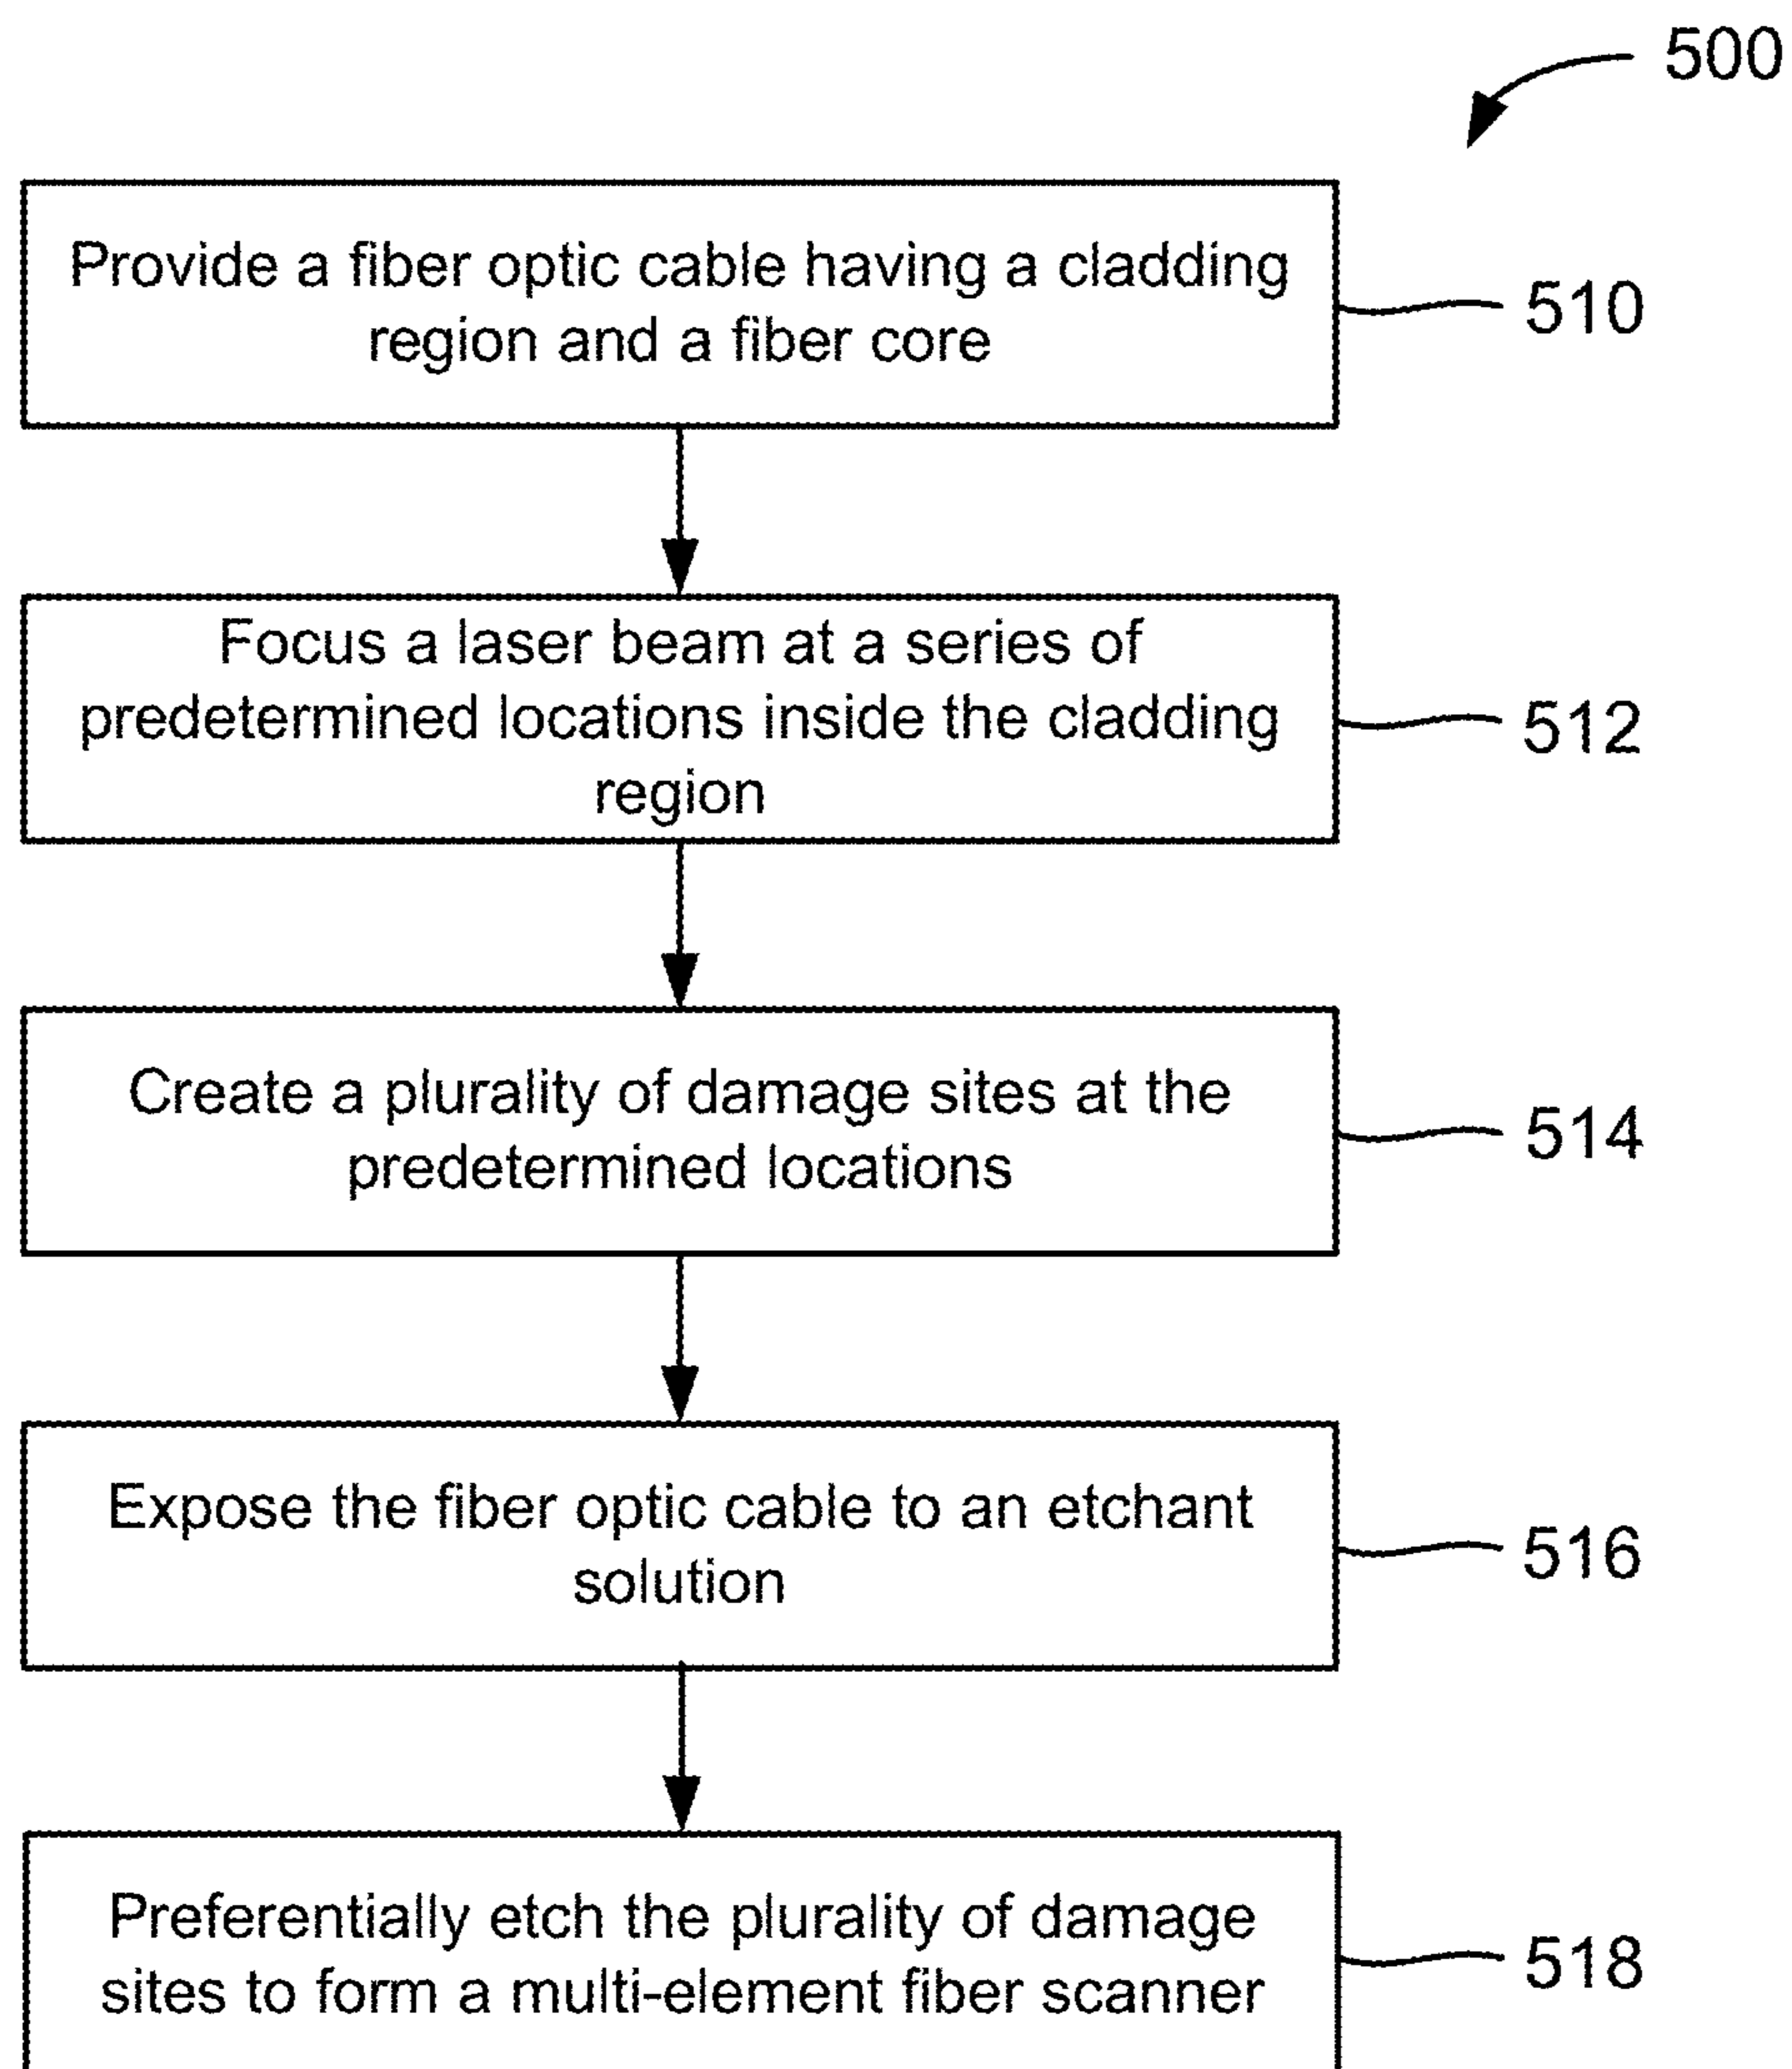 500
Provide a fiber optic cable having a cladding
region and a fiber core
510
Focus a laser beam at a series of
predetermined locations inside the cladding
region
512
Create a plurality of damage sites at the
predetermined locations
514
Expose the fiber optic cable to an etchant
solution
516
Preferentially etch the plurality of damage
sites to form a multi-element fiber scanner
518